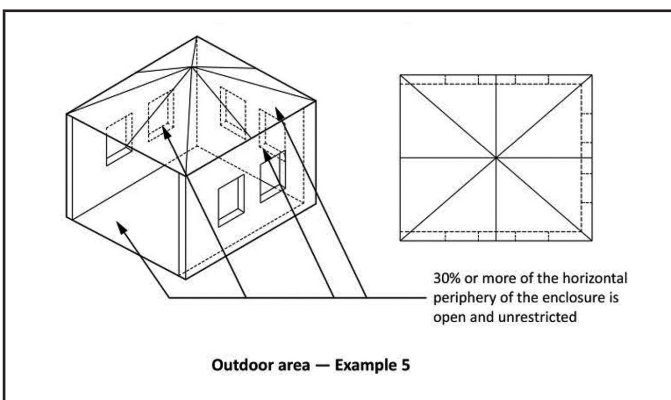 30% or more of the horizontal
periphery of the enclosure is
open and unrestricted
Outdoor area — Example 5